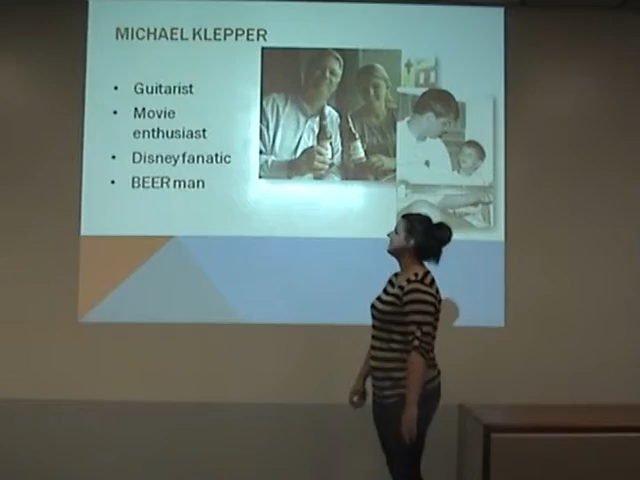 MICHAEL KLEPPER
• Guitarist
• Movie
enthusiast
• Disney fanatic
• BEER man